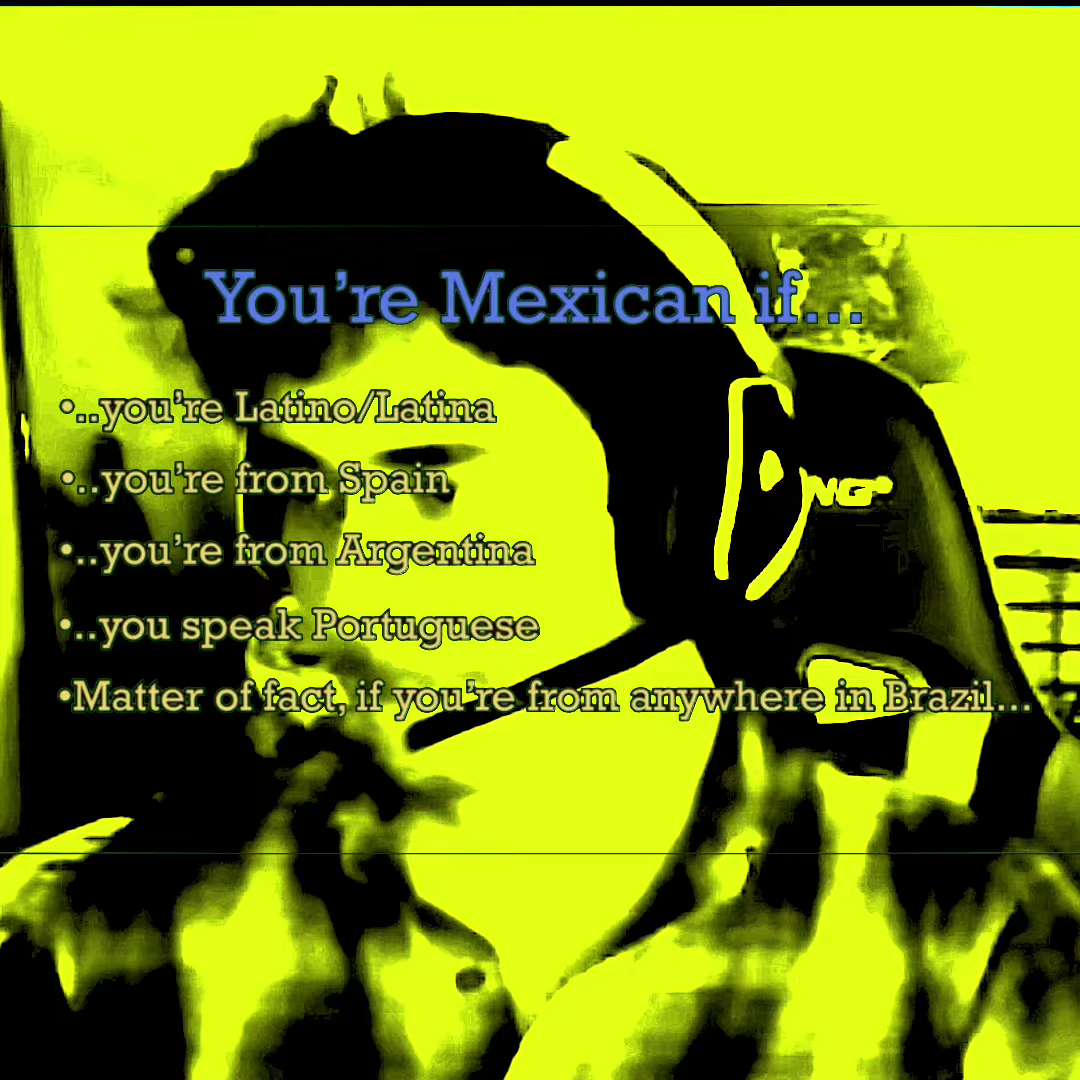 You're Mexican if...
•..you're Latino/Latina
•..you're from Spain
•..you're from Argentina
•..you speak Portuguese
•Matter of fact, if you're from anywhere in Brazil...
NG